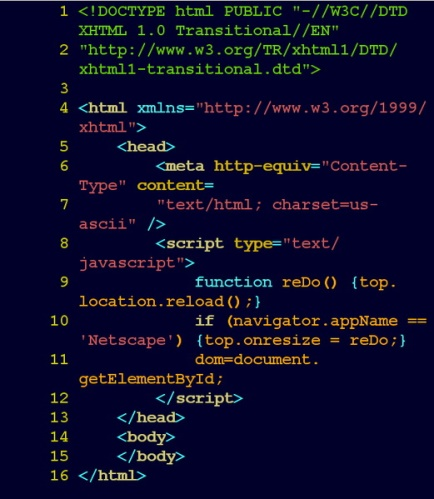 1 <!DOCTYPE html PUBLIC "-//W3C//DTD
XHTML 1.0 Transitional//EN"
2 "http://www.w3.org/TR/xhtml1/DTD/
xhtml1-transitional.dtd">
3
4 <html xmlns="http://www.w3.org/1999/
xhtml">
5 <head>
6 <meta http-equiv="Content-
Type" content=
7 "text/html; charset=us-
ascii" />
8 <script type="text/
javascript">
9 function reDo() {top.
location.reload();}
10 if (navigator.appName ==
'Netscape') {top.onresize = reDo;}
11 dom=document.
getElementById;
12 </script>
13 </head>
14 <body>
15 </body>
16 </html>